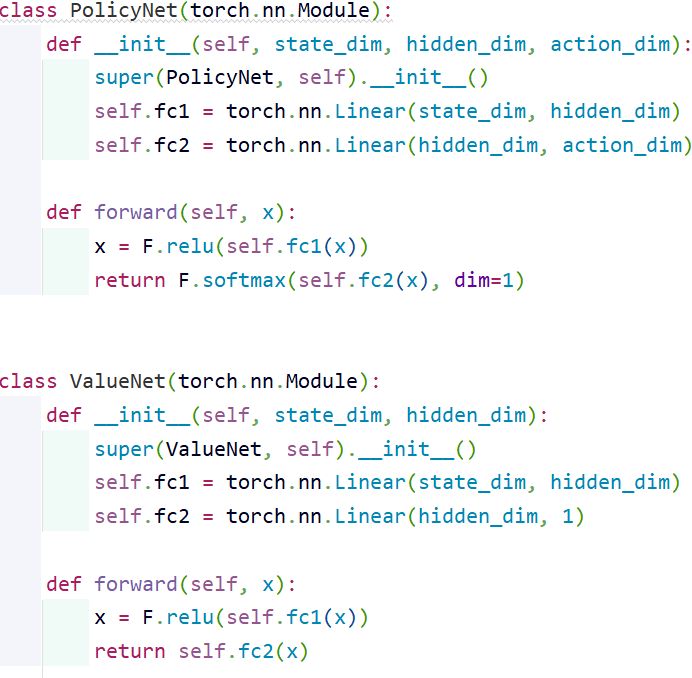 class PolicyNet(torch.nn.Module):
    def __init__(self, state_dim, hidden_dim, action_dim):
        super(PolicyNet, self).__init__()
        self.fc1 = torch.nn.Linear(state_dim, hidden_dim)
        self.fc2 = torch.nn.Linear(hidden_dim, action_dim)
    def forward(self, x):
        x = F.relu(self.fc1(x))
        return F.softmax(self.fc2(x), dim=1)
class ValueNet(torch.nn.Module):
    def __init__(self, state_dim, hidden_dim):
        super(ValueNet, self).__init__()
        self.fc1 = torch.nn.Linear(state_dim, hidden_dim)
        self.fc2 = torch.nn.Linear(hidden_dim, 1)
    def forward(self, x):
        x = F.relu(self.fc1(x))
        return self.fc2(x)